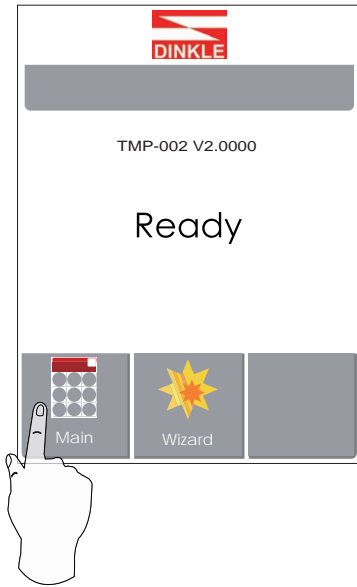 DINKLE
TMP-002 V2.0000
Ready
Main
Wizard